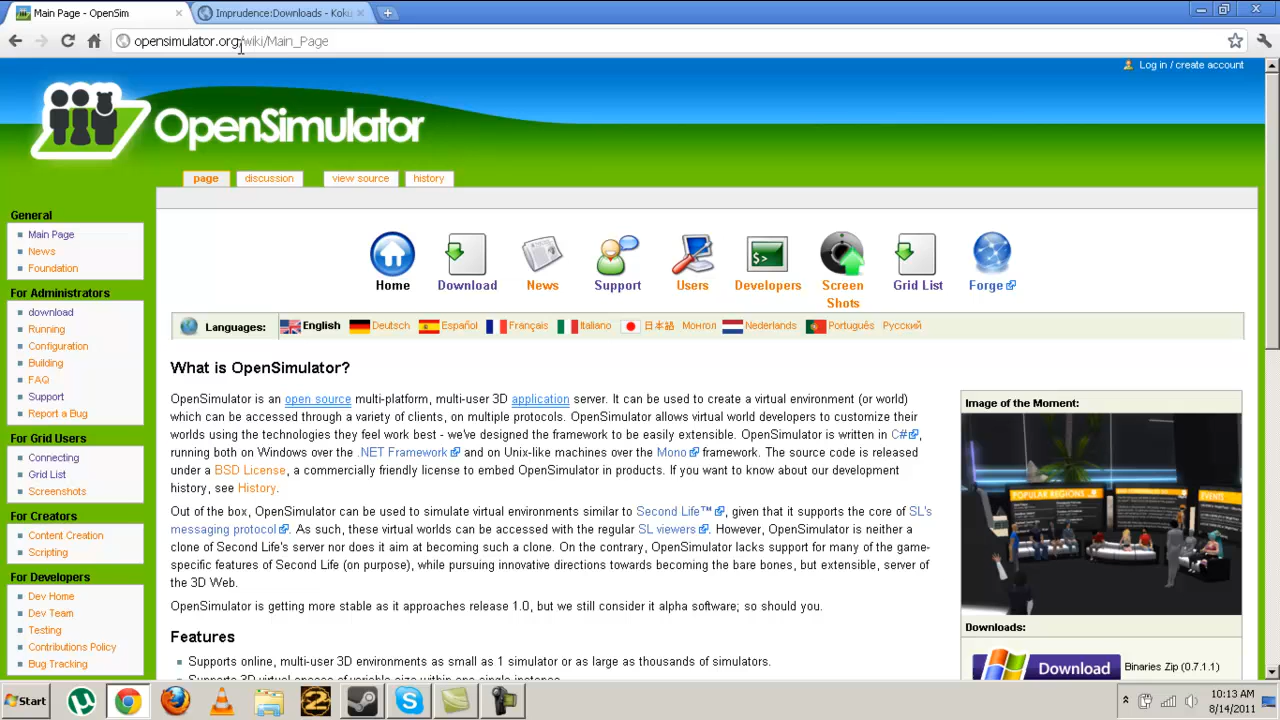 Main Page - OpenSim
Imprudence:Downloads - Koku
opensimulator.org/wiki/Main_Page
Log in / create account
OpenSimulator
page
discussion
view source
history
General
Main Page
News
Foundation
For Administrators
download
Running
Configuration
Building
FAQ
Support
Report a Bug
For Grid Users
Connecting
Grid List
Screenshots
For Creators
Content Creation
Scripting
For Developers
Dev Home
Dev Team
Testing
Contributions Policy
Bug Tracking
Home
Download
News
Support
Users
Developers
Screen
Shots
Grid List
Forge
Languages: English Deutsch Español Français Italiano 日本語 Монгол Nederlands Português Русский
What is OpenSimulator?
OpenSimulator is an open source multi-platform, multi-user 3D application server. It can be used to create a virtual environment (or world)
which can be accessed through a variety of clients, on multiple protocols. OpenSimulator allows virtual world developers to customize their
worlds using the technologies they feel work best - we've designed the framework to be easily extensible. OpenSimulator is written in C#,
running both on Windows over the .NET Framework and on Unix-like machines over the Mono framework. The source code is released
under a BSD License, a commercially friendly license to embed OpenSimulator in products. If you want to know about our development
history, see History.
Out of the box, OpenSimulator can be used to simulate virtual environments similar to Second Life™, given that it supports the core of SL's
messaging protocol. As such, these virtual worlds can be accessed with the regular SL viewers. However, OpenSimulator is neither a
clone of Second Life's server nor does it aim at becoming such a clone. On the contrary, OpenSimulator lacks support for many of the game-
specific features of Second Life (on purpose), while pursuing innovative directions towards becoming the bare bones, but extensible, server of
the 3D Web.
OpenSimulator is getting more stable as it approaches release 1.0, but we still consider it alpha software; so should you.
Features
Supports online, multi-user 3D environments as small as 1 simulator or as large as thousands of simulators.
Supports 3D virtual spaces of variable size within one single instance.
Image of the Moment:
POPULAR REGIONS
EVENTS
Downloads:
Download
Binaries Zip (0.7.1.1)
Start
2
10:13 AM
8/14/2011